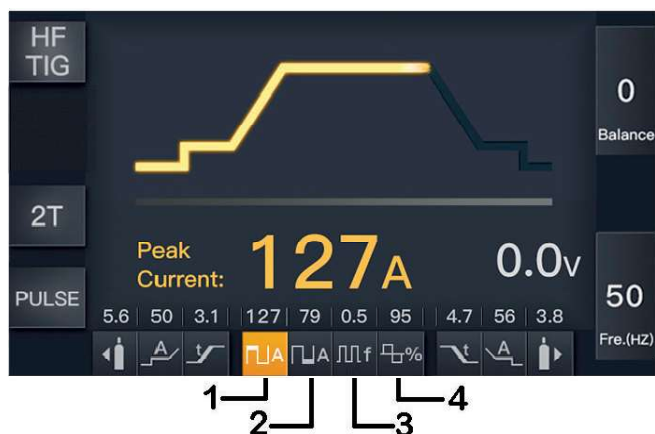 HF
TIG
0
Balance
2T
Peak
Current:
127A
0.0v
PULSE
50
Fre.(HZ)
5.6 50 3.1 127 79 0.5 95 4.7 56 3.8
A t A A f % t A
1
2
3
4